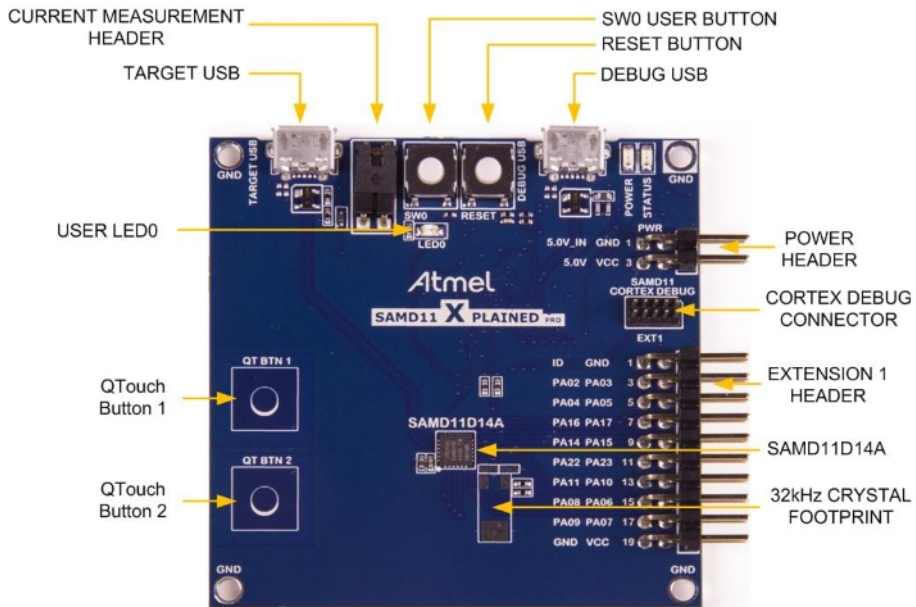 CURRENT MEASUREMENT
HEADER
TARGET USB
SW0 USER BUTTON
RESET BUTTON
DEBUG USB
GND
TARGET USB
SW0
RESET
DEBUG USB
POWER
STATUS
GND
USER LED0
LED0
PWR
5.0V_IN GND 1
5.0V VCC 3
POWER
HEADER
Atmel
SAMD11 XPLAINED PRO
SAMD11
CORTEX DEBUG
CORTEX DEBUG
CONNECTOR
EXT1
QT BTN 1
QTouch
Button 1
ID GND 1
PA02 PA03 3
PA04 PA05 5
PA16 PA17 7
PA14 PA15 9
PA22 PA23 11
PA11 PA10 13
PA08 PA06 15
PA09 PA07 17
GND VCC 19
EXTENSION 1
HEADER
SAMD11D14A
SAMD11D14A
QT BTN 2
QTouch
Button 2
32kHz CRYSTAL
FOOTPRINT
GND
GND